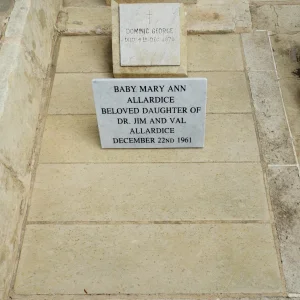 DOMINIC GEORGE
BABY MARY ANN
ALLARDICE
BELOVED DAUGHTER OF
DR. JIM AND VAL
ALLARDICE
DECEMBER 22ND 1961